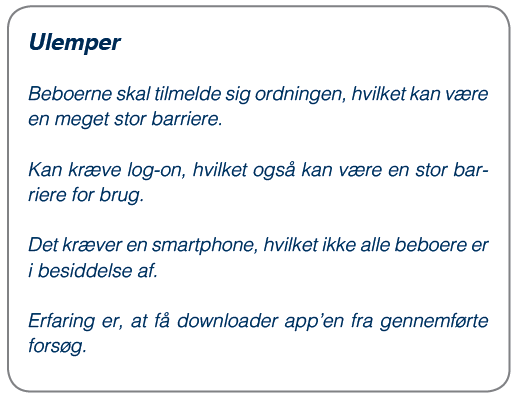 Ulemper
Beboerne skal tilmelde sig ordningen, hvilket kan være
en meget stor barriere.
Kan kræve log-on, hvilket også kan være en stor bar-
riere for brug.
Det kræver en smartphone, hvilket ikke alle beboere er
i besiddelse af.
Erfaring er, at få downloader app'en fra gennemførte
forsøg.